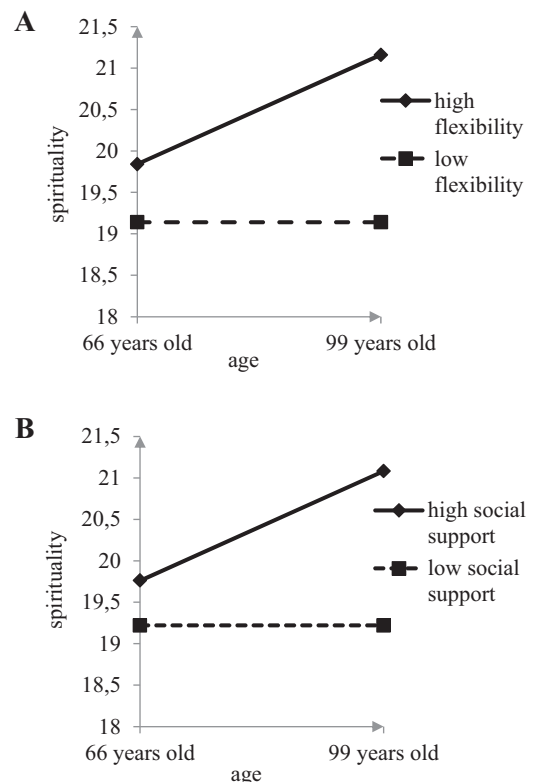 A
21,5
21
20,5
20
19,5
19
18,5
18
spirituality
66 years old
99 years old
age
high
flexibility
low
flexibility
B
21,5
21
20,5
20
19,5
19
18,5
18
spirituality
66 years old
99 years old
age
high social
support
low social
support